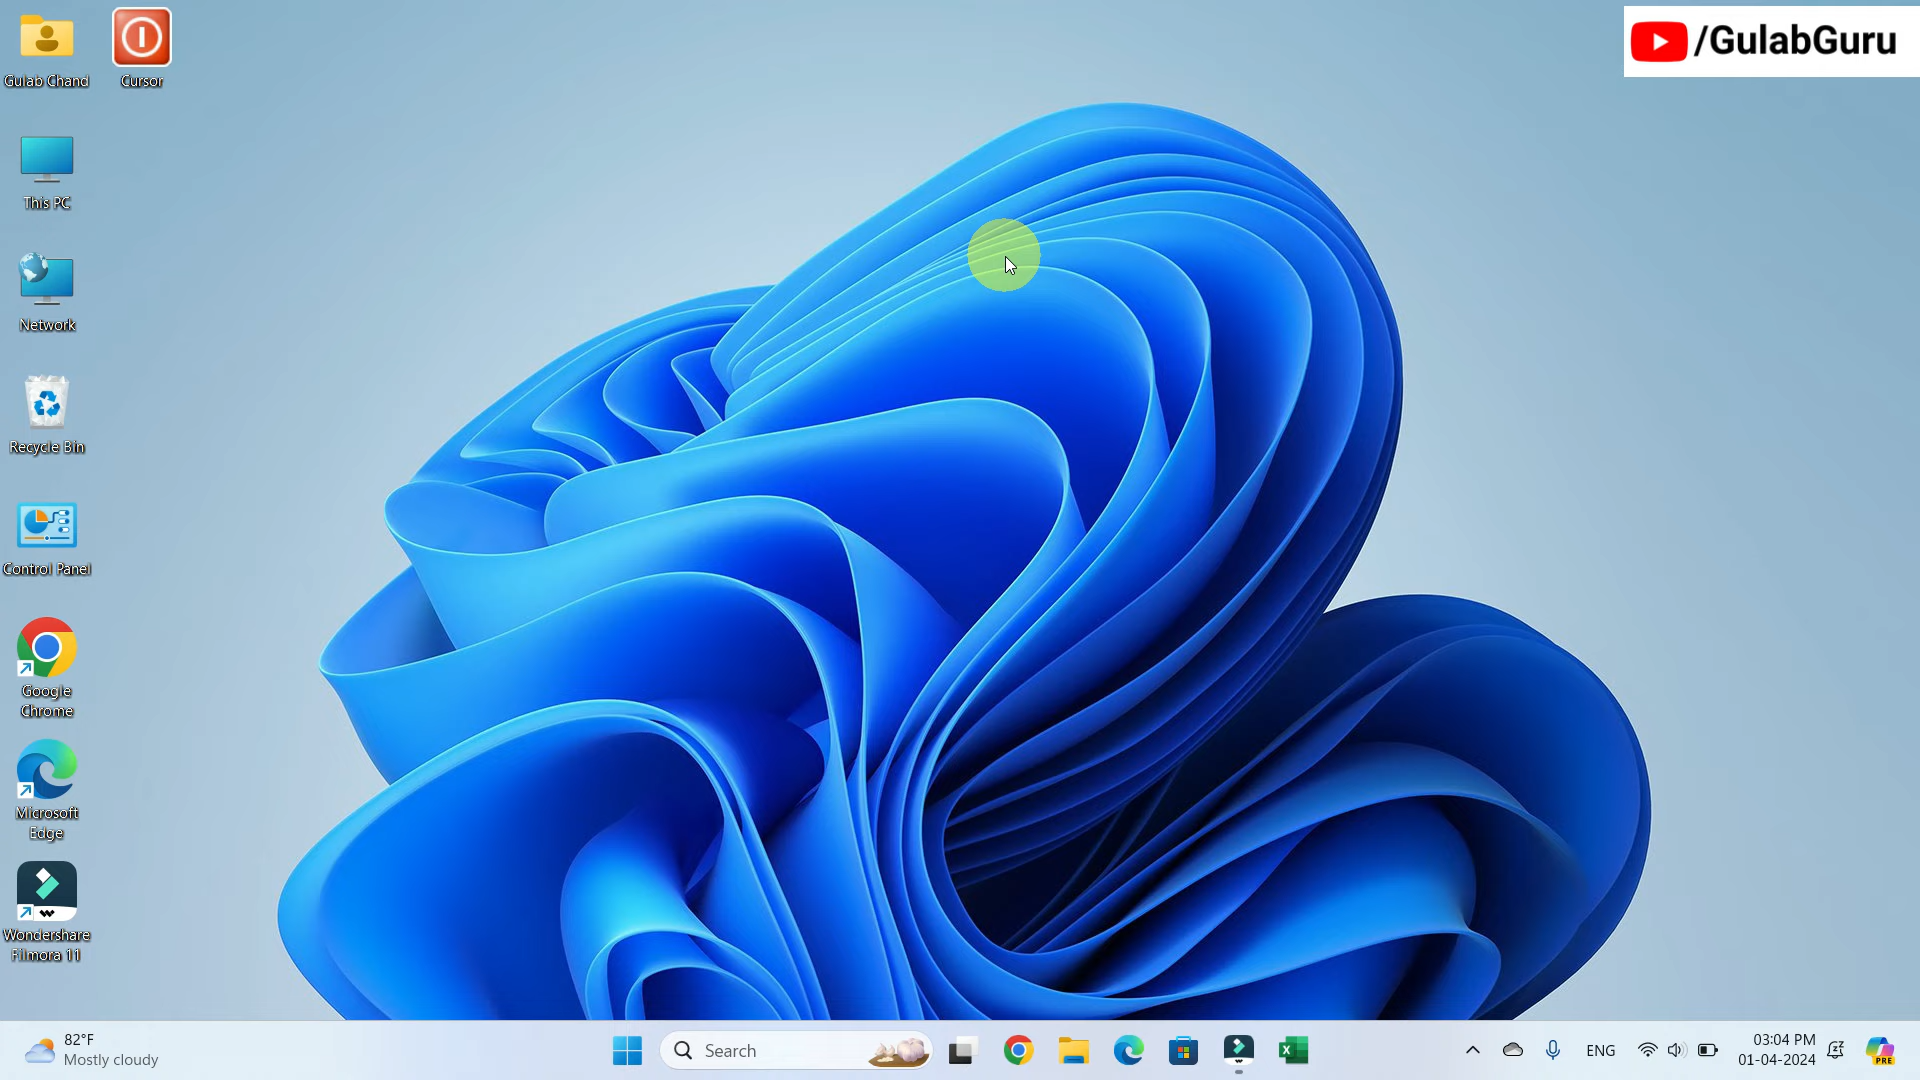 Gulab Chand
Cursor
/GulabGuru
This PC
Network
Recycle Bin
Control Panel
Google
Chrome
Microsoft
Edge
Wondershare
Filmora 11
82°F
Mostly cloudy
Search
ENG
03:04 PM
01-04-2024
PRE